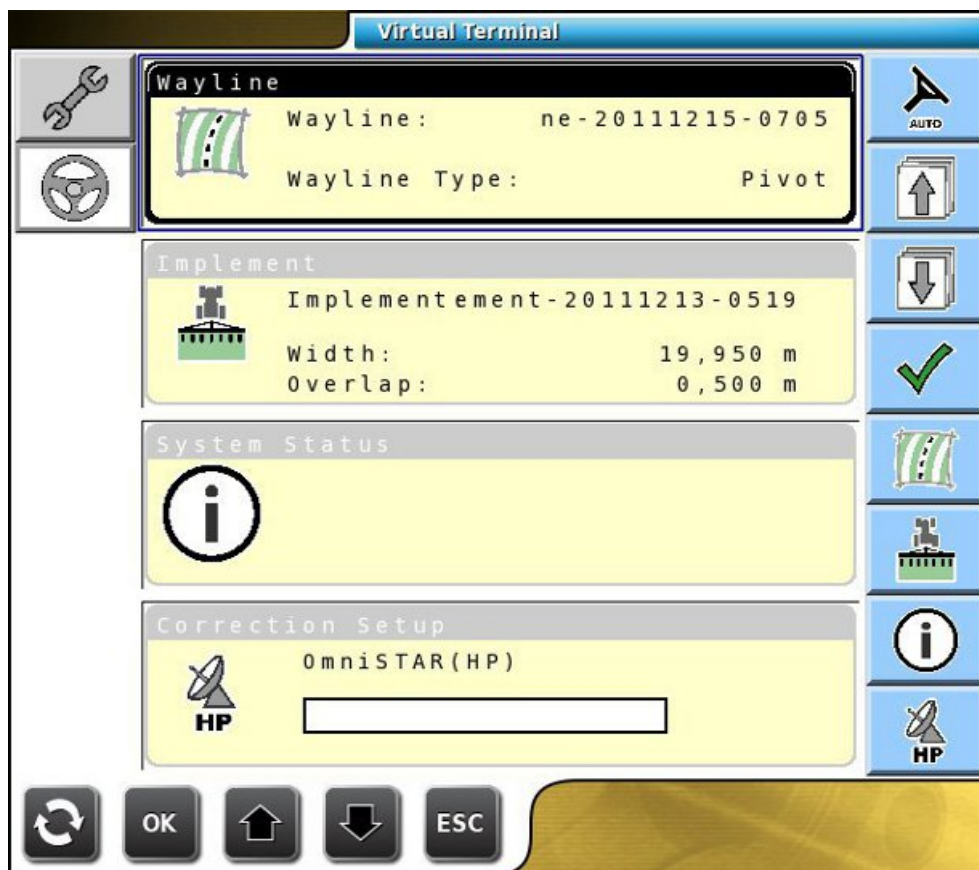 Virtual Terminal
Wayline
Wayline: ne-20111215-0705
Wayline Type: Pivot
AUTO
Implement
Implementement-20111213-0519
Width: 19,950 m
Overlap: 0,500 m
System Status
i
i
Correction Setup
OmniSTAR(HP)
HP
HP
OK
ESC